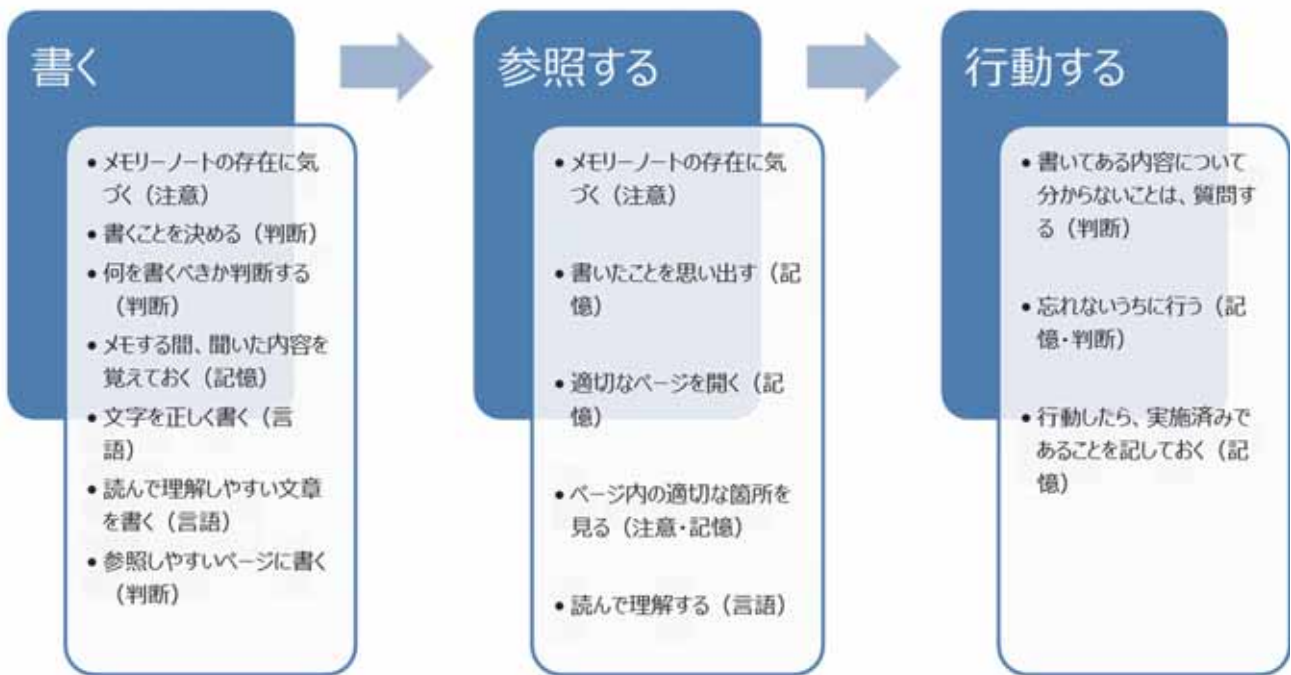 書く
• メモリーノートの存在に気
づく（注意）
• 書くことを決める（判断）
• 何を書くべきか判断する
（判断）
• メモする間、聞いた内容を
覚えておく（記憶）
• 文字を正しく書く（言
語）
• 読んで理解しやすい文章
を書く（言語）
• 参照しやすいページに書く
（判断）
参照する
• メモリーノートの存在に気
づく（注意）
• 書いたことを思い出す（記
憶）
• 適切なページを開く（記
憶）
• ページ内の適切な箇所を
見る（注意・記憶）
• 読んで理解する（言語）
行動する
• 書いてある内容について
分からないことは、質問す
る（判断）
• 忘れないうちに行う（記
憶・判断）
• 行動したら、実施済みで
あることを記しておく（記
憶）